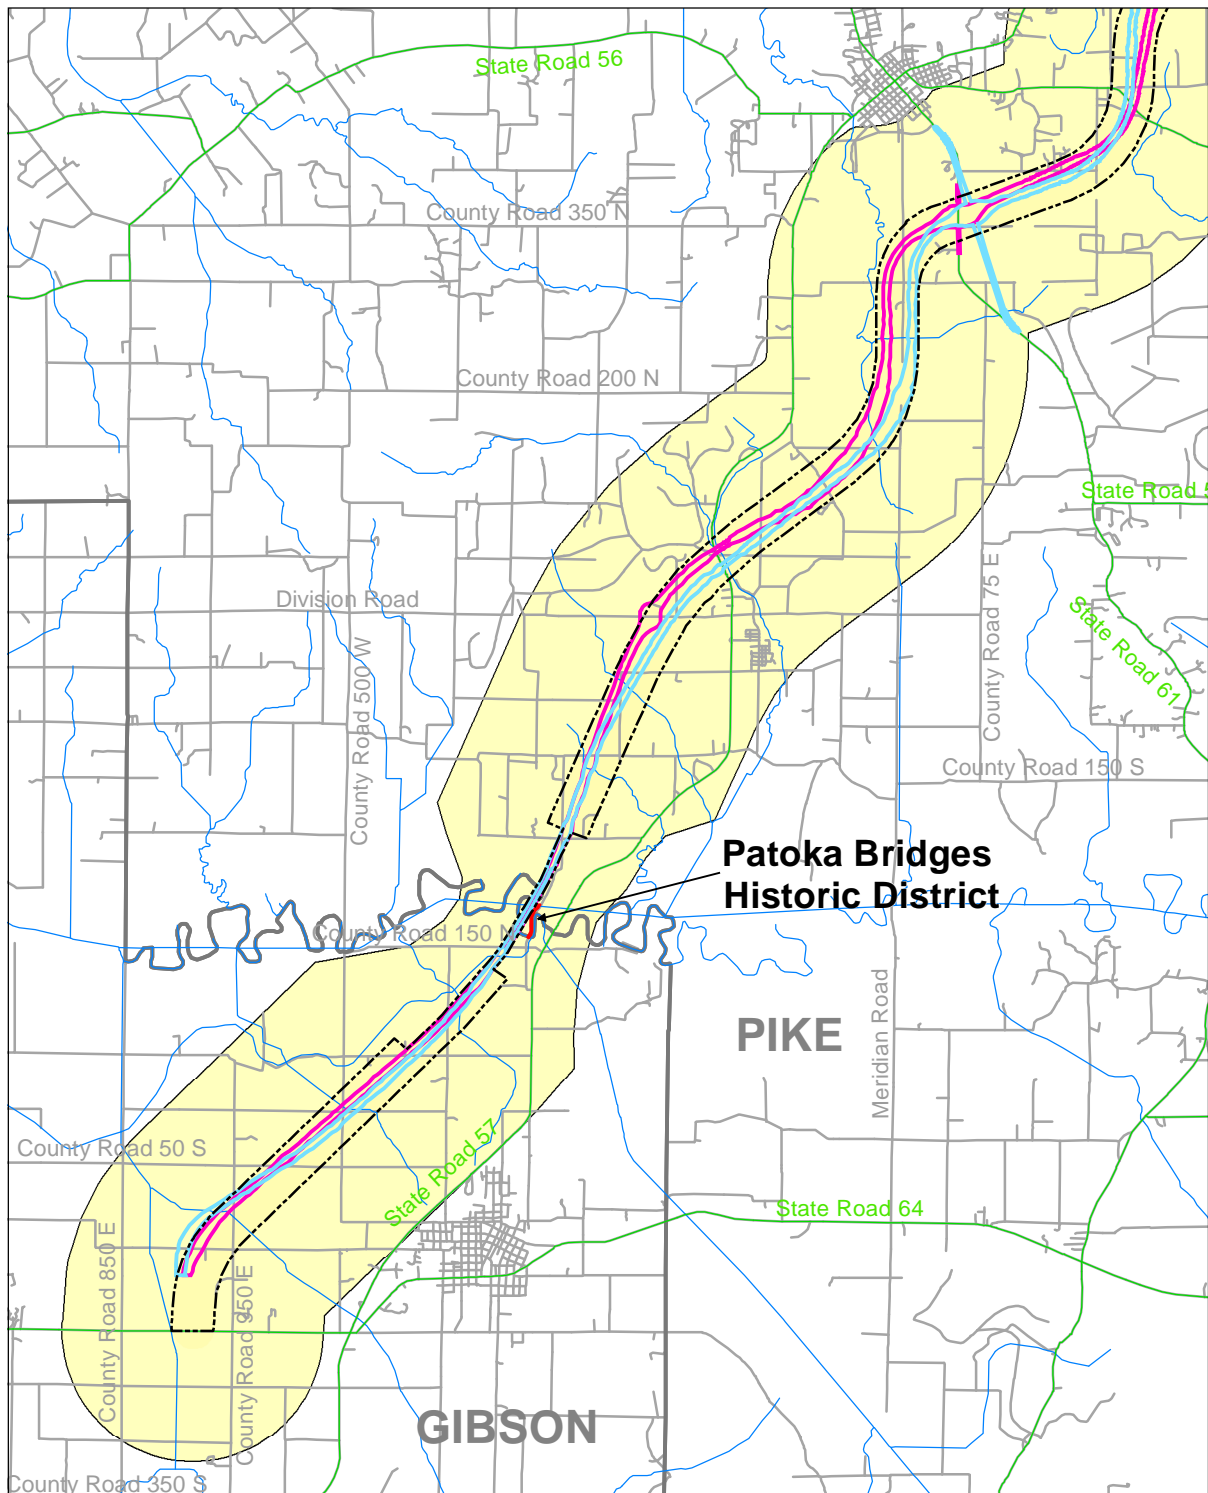 State Road 56
County Road 350 N
County Road 200 N
State Road 5
Division Road
County Road 75 E
State Road 61
County Road 500 W
County Road 150 S
Patoka Bridges
Historic District
County Road 150 N
PIKE
Meridian Road
County Road 50 S
State Road 57
State Road 64
County Road 850 E
County Road 950 E
GIBSON
County Road 350 S